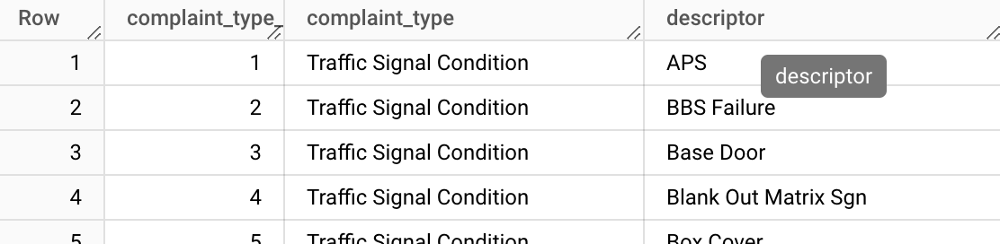 Row complaint_type_ complaint_type descriptor
1 1 Traffic Signal Condition APS
descriptor
2 2 Traffic Signal Condition BBS Failure
3 3 Traffic Signal Condition Base Door
4 4 Traffic Signal Condition Blank Out Matrix Sgn
5 5 Traffic Signal Condition Box Cover